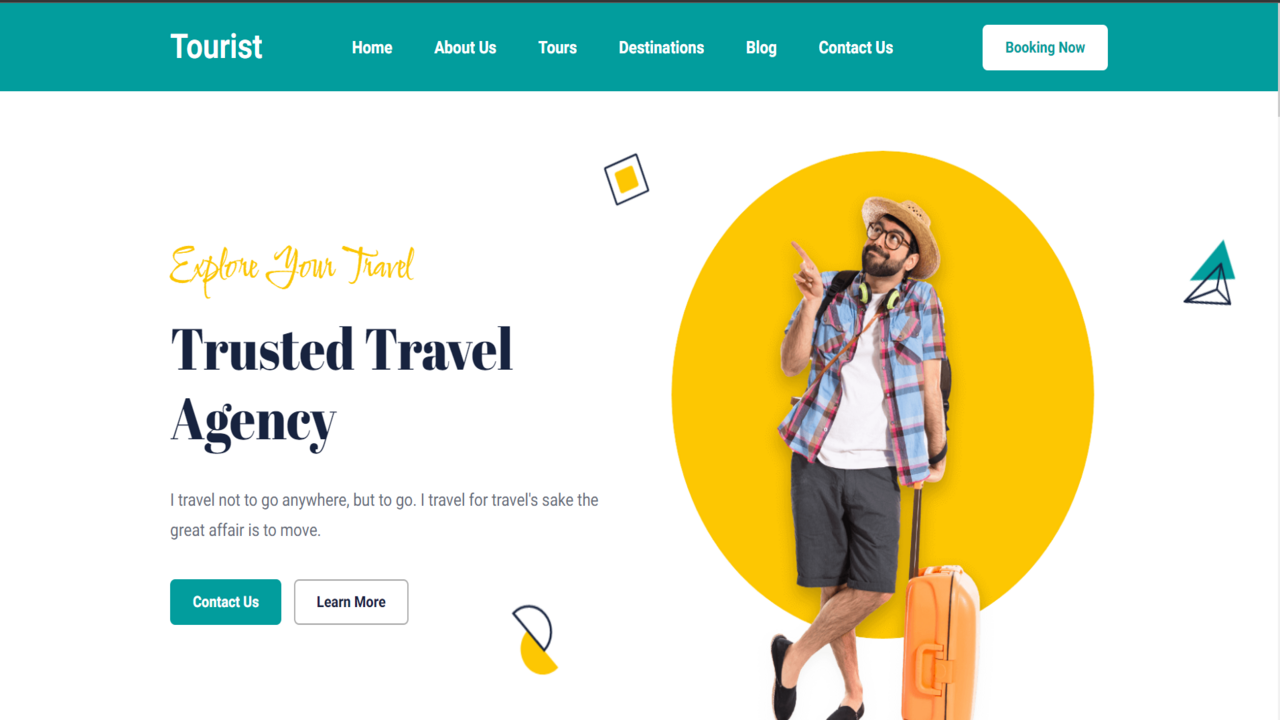 Tourist
Home
About Us
Tours
Destinations
Blog
Contact Us
Booking Now
Explore Your Travel
Trusted Travel
Agency
I travel not to go anywhere, but to go. I travel for travel's sake the
great affair is to move.
Contact Us
Learn More